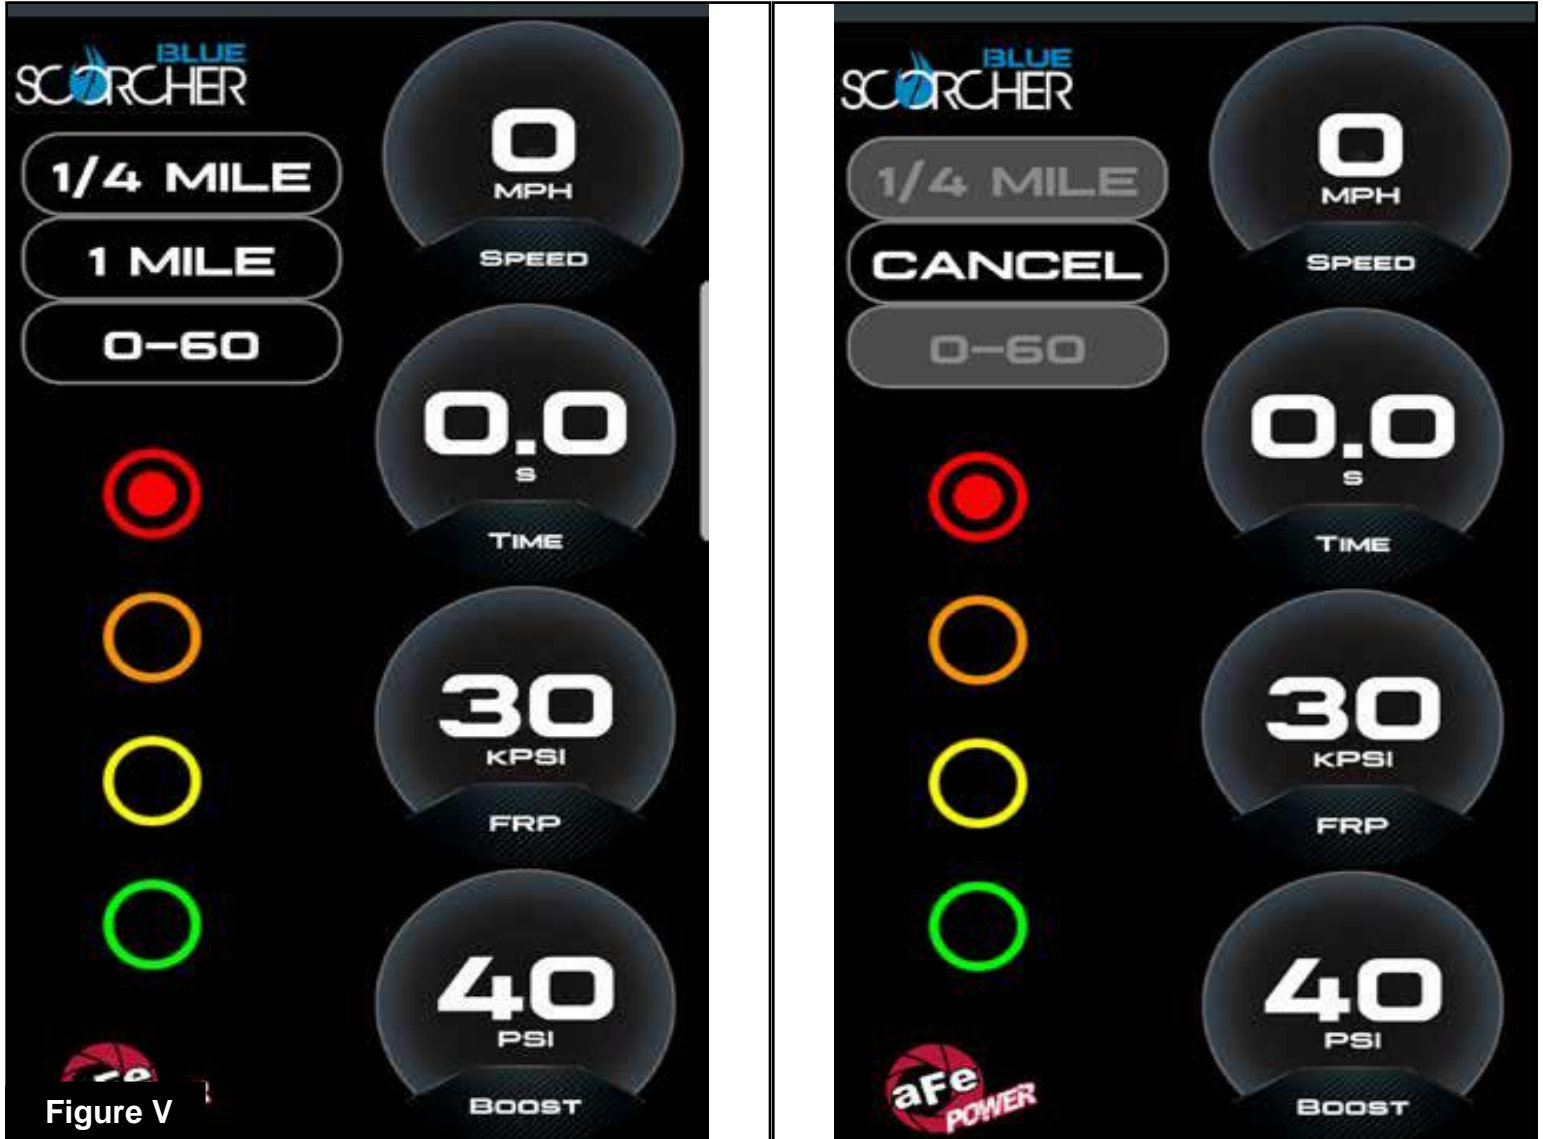 BLUE
SCORCHER
1/4 MILE
1 MILE
0-60
0
MPH
SPEED
0.0
S
TIME
30
KPSI
FRP
40
PSI
BOOST
aFe
Figure V
BLUE
SCORCHER
1/4 MILE
CANCEL
0-60
0
MPH
SPEED
0.0
S
TIME
30
KPSI
FRP
40
PSI
BOOST
aFe
POWER